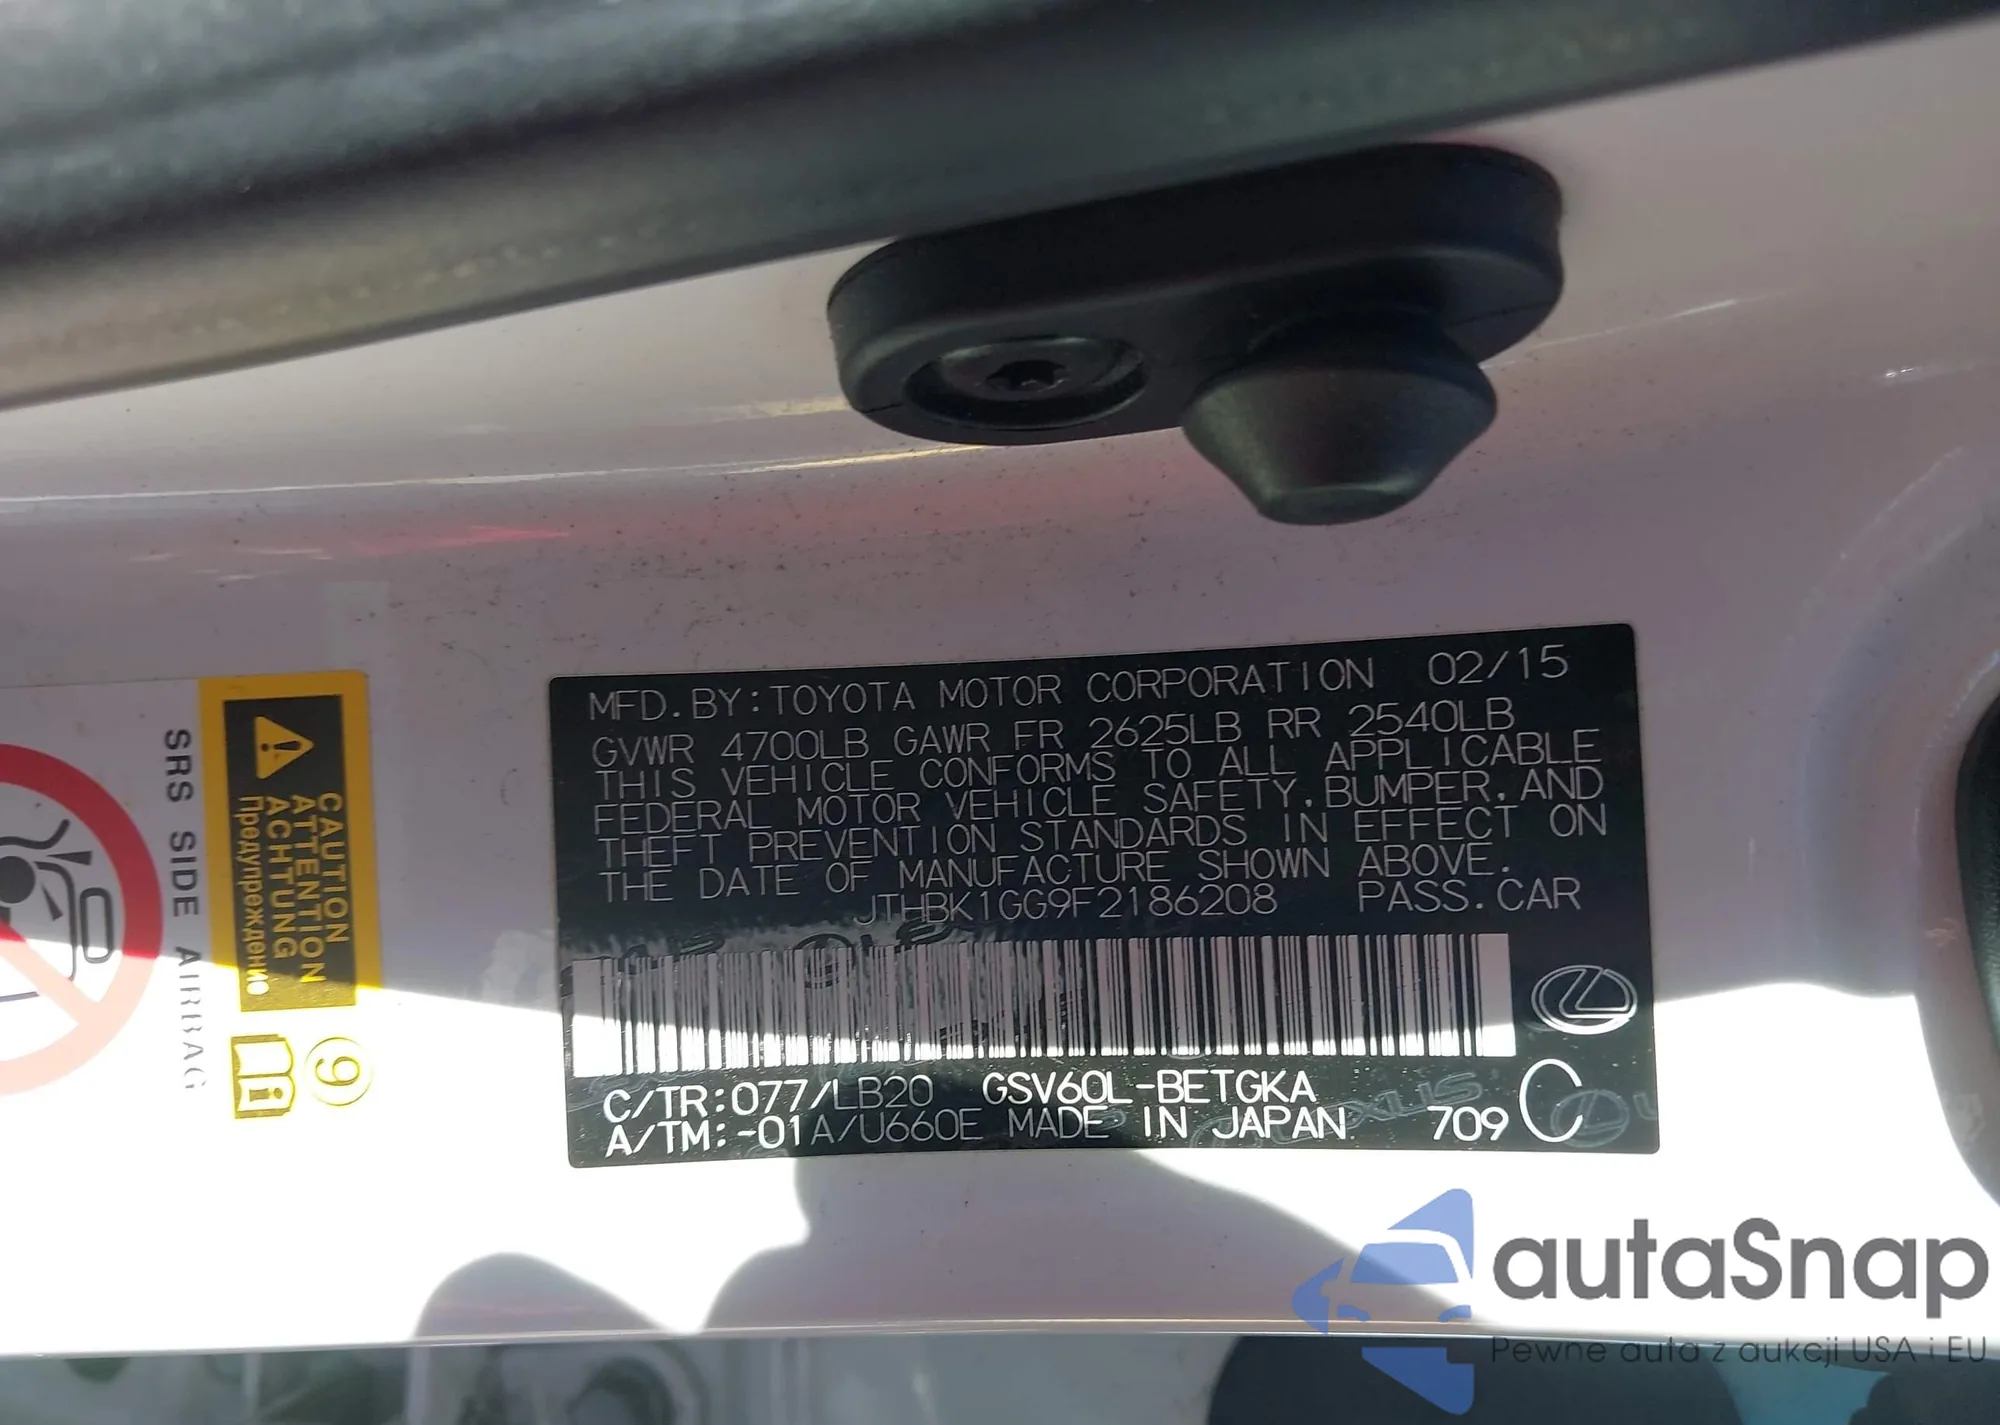 MFD.BY:TOYOTA MOTOR CORPORATION 02/15
GVWR 4700LB GAWR FR 2625LB RR 2540LB
THIS VEHICLE CONFORMS TO ALL APPLICABLE
FEDERAL MOTOR VEHICLE SAFETY,BUMPER,AND
THEFT PREVENTION STANDARDS IN EFFECT ON
THE DATE OF MANUFACTURE SHOWN ABOVE.
JTHBK1GG9F2186208 PASS.CAR
C/TR:077/LB20 GSV60L-BETGKA
A/TM:-01A/U660E MADE IN JAPAN 709 C
CAUTION
ATTENTION
ACHTUNG
Предупреждение
SRS SIDE AIRBAG
9
i
autaSnap
Pewne auta z aukcji USA i EU